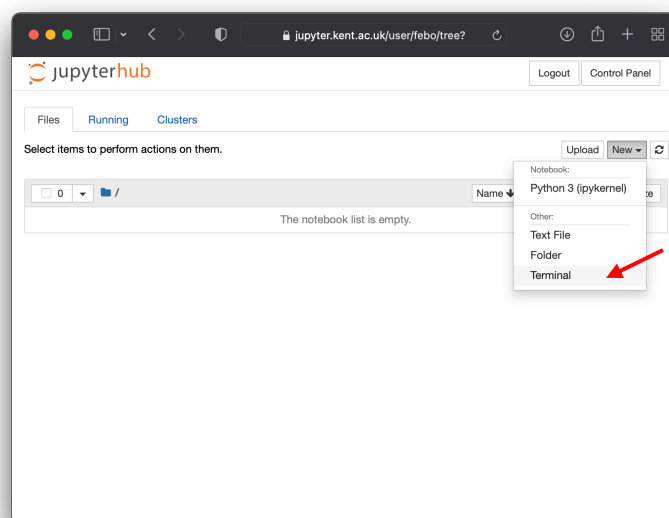 jupyter.kent.ac.uk/user/febo/tree?
jupyterhub
Logout Control Panel
Files Running Clusters
Select items to perform actions on them.
Upload New
Notebook:
0 / Name Python 3 (ipykernel)
The notebook list is empty.
Other:
Text File
Folder
Terminal